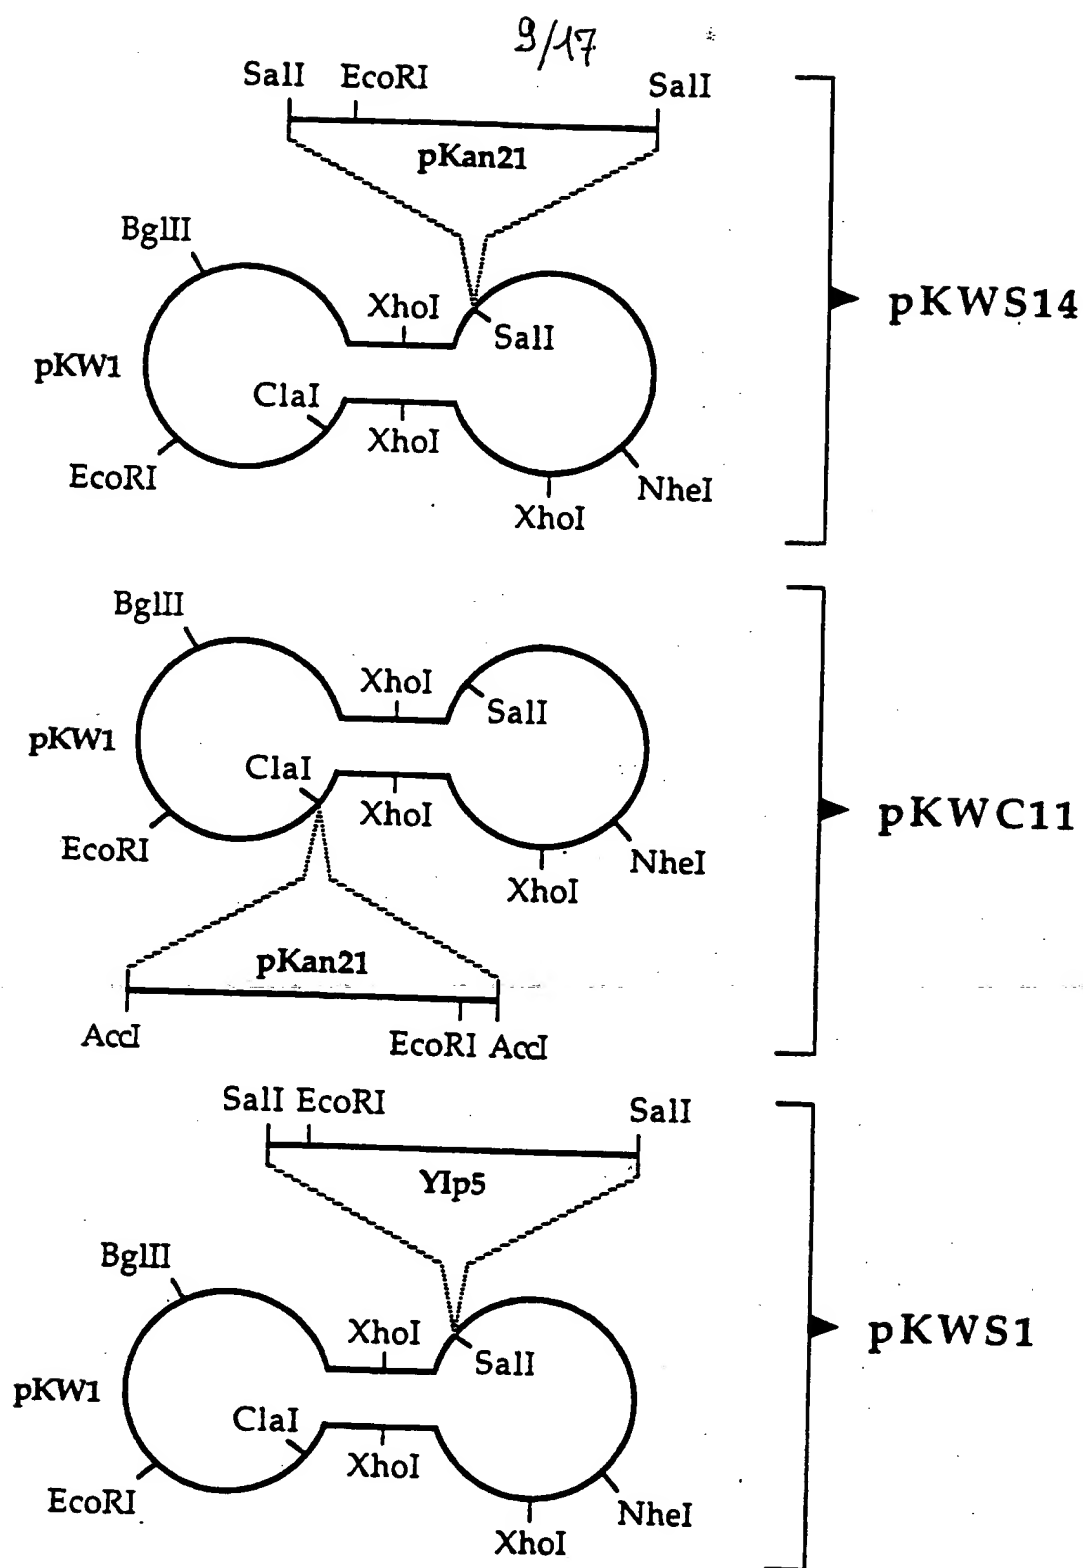 9/17
SalI EcoRI SalI
pKan21
BglII
XhoI
SalI
pKW1
ClaI
XhoI
EcoRI
NheI
XhoI
pKWS14
BglII
XhoI
SalI
pKW1
ClaI
XhoI
EcoRI
NheI
XhoI
pKan21
AccI EcoRI AccI
pKWC11
SalI EcoRI SalI
YIp5
BglII
XhoI
SalI
pKW1
ClaI
XhoI
EcoRI
NheI
XhoI
pKWS1